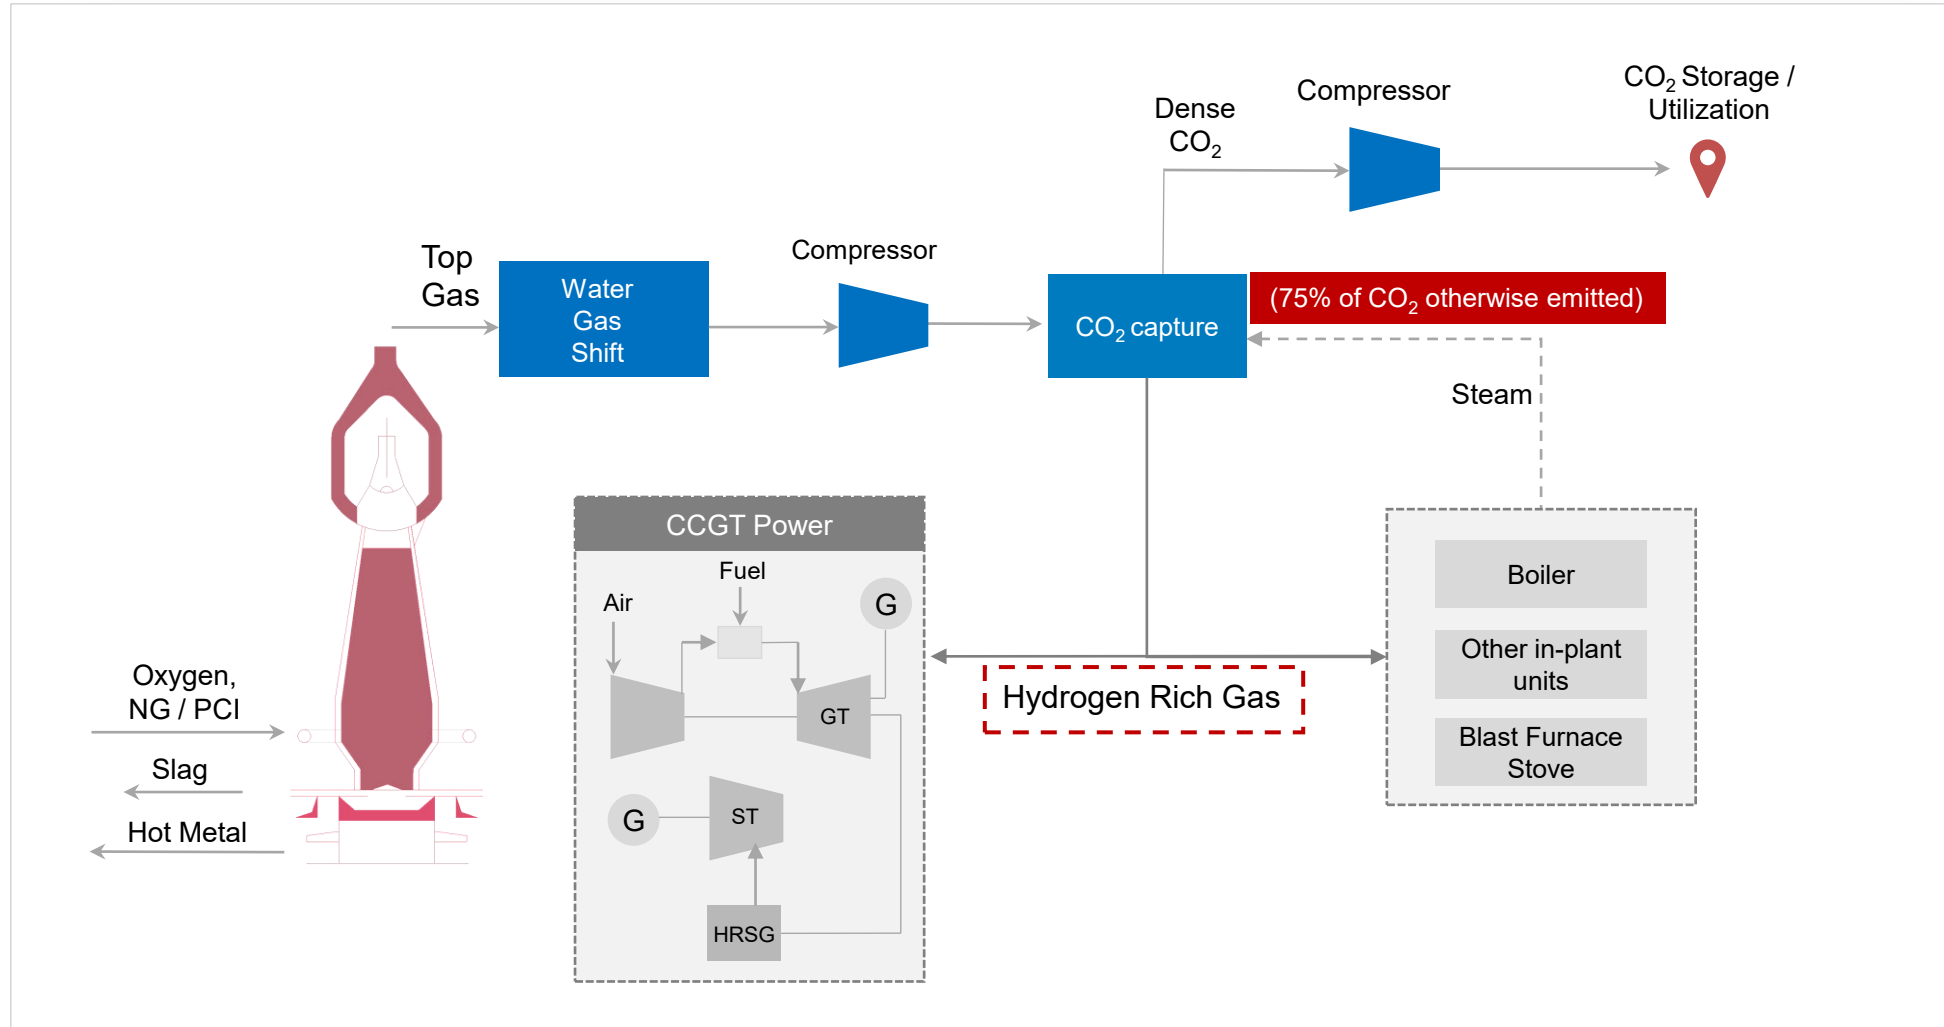 CO₂ Storage /
Utilization
Compressor
Dense
CO₂
Top
Gas
Water
Gas
Shift
Compressor
CO₂ capture
(75% of CO₂ otherwise emitted)
Steam
CCGT Power
Fuel
Air
G
GT
G
ST
HRSG
Hydrogen Rich Gas
Boiler
Other in-plant
units
Blast Furnace
Stove
Oxygen,
NG / PCI
Slag
Hot Metal